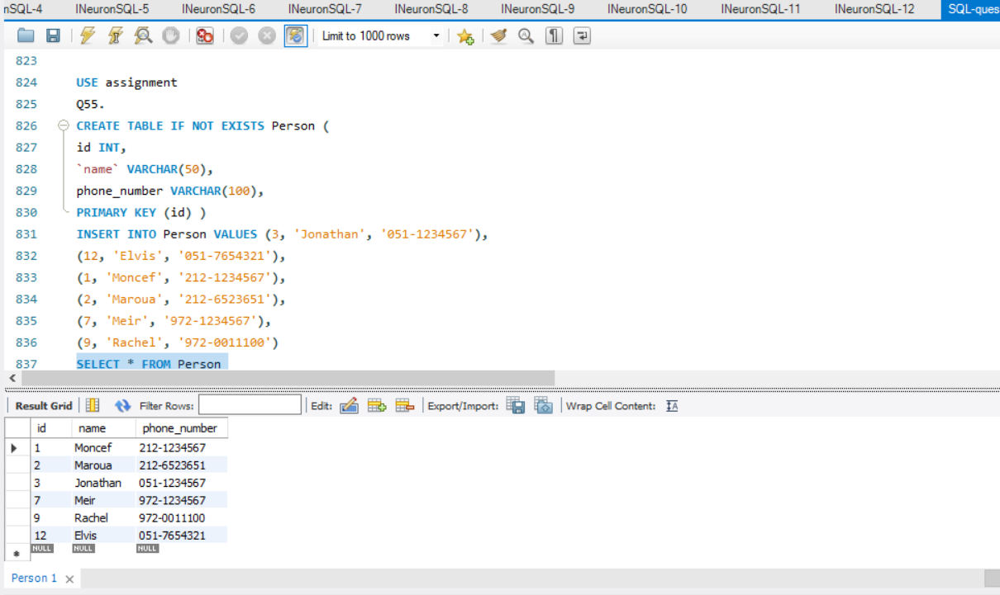 nSQL-4 INeuronSQL-5 INeuronSQL-6 INeuronSQL-7 INeuronSQL-8 INeuronSQL-9 INeuronSQL-10 INeuronSQL-11 INeuronSQL-12 SQL-ques
Limit to 1000 rows
823
824 USE assignment
825 Q55.
826 CREATE TABLE IF NOT EXISTS Person (
827 id INT,
828 `name` VARCHAR(50),
829 phone_number VARCHAR(100),
830 PRIMARY KEY (id) )
831 INSERT INTO Person VALUES (3, 'Jonathan', '051-1234567'),
832 (12, 'Elvis', '051-7654321'),
833 (1, 'Moncef', '212-1234567'),
834 (2, 'Maroua', '212-6523651'),
835 (7, 'Meir', '972-1234567'),
836 (9, 'Rachel', '972-0011100')
837 SELECT * FROM Person
Result Grid Filter Rows: Edit: Export/Import: Wrap Cell Content:
id name phone_number
1 Moncef 212-1234567
2 Maroua 212-6523651
3 Jonathan 051-1234567
7 Meir 972-1234567
9 Rachel 972-0011100
12 Elvis 051-7654321
NULL NULL NULL
Person 1